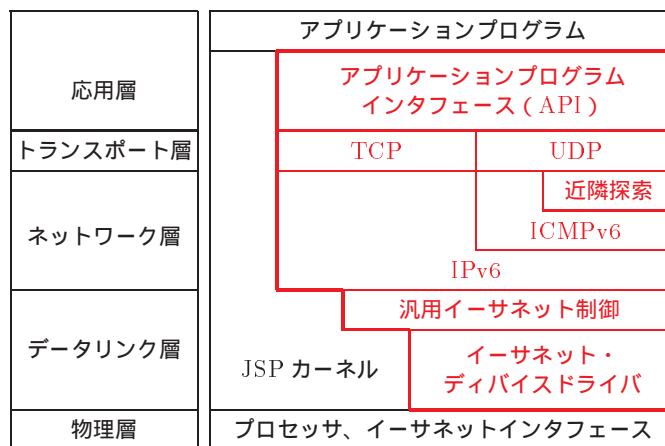 アプリケーションプログラム
応用層
アプリケーションプログラム
インタフェース(API)
トランスポート層
TCP
UDP
近隣探索
ネットワーク層
ICMPv6
IPv6
汎用イーサネット制御
データリンク層
JSP カーネル
イーサネット・
ディバイスドライバ
物理層
プロセッサ、イーサネットインタフェース